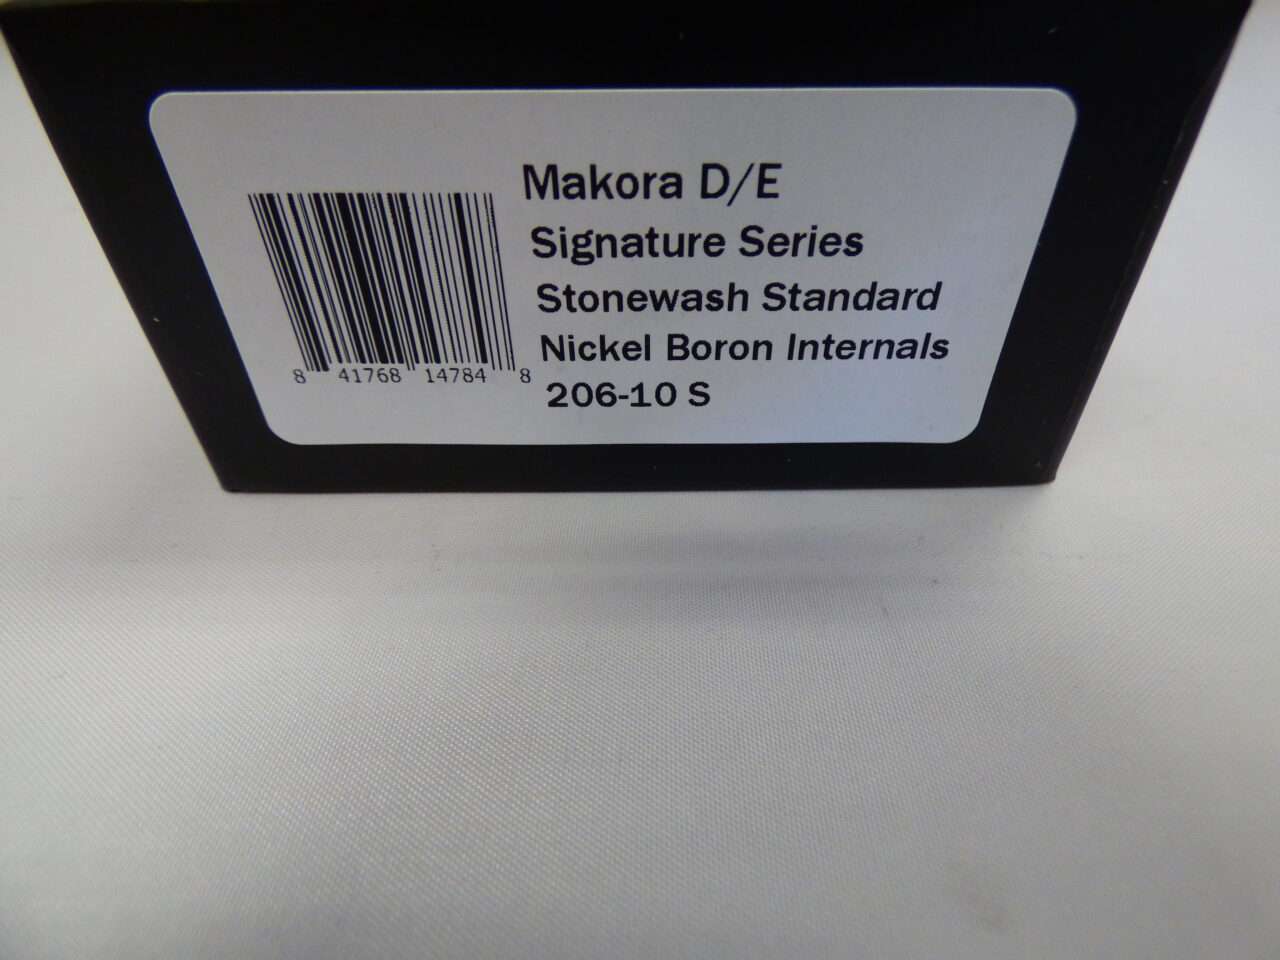 Makora D/E
Signature Series
Stonewash Standard
Nickel Boron Internals
206-10 S
8 41768 14784 8